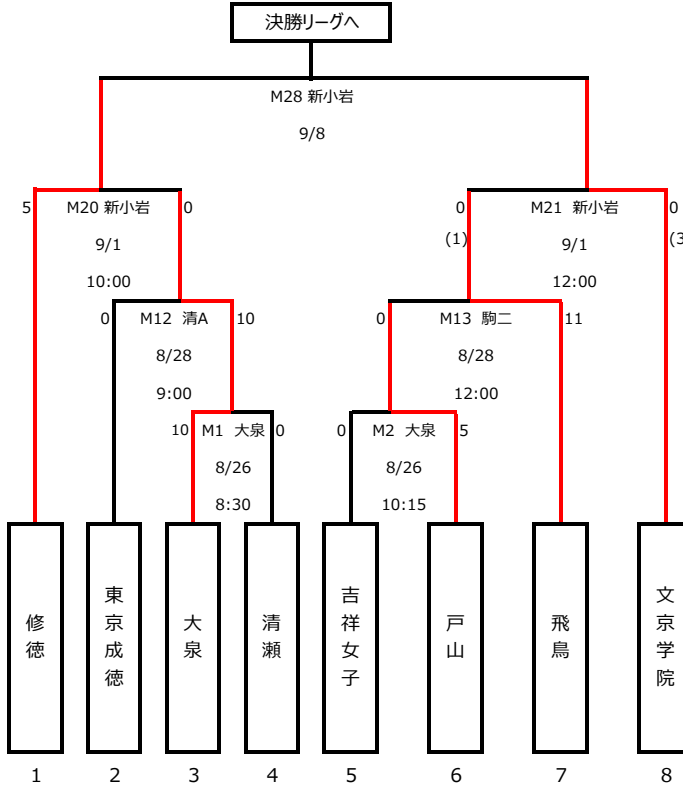 決勝リーグへ
M28 新小岩
9/8
5 M20 新小岩 0
9/1
10:00
0 M21 新小岩 0
(1) 9/1 (3
12:00
0 M12 清A 10
8/28
9:00
0 M13 駒二 11
8/28
12:00
10 M1 大泉 0
8/26
8:30
0 M2 大泉 5
8/26
10:15
修徳
東京成徳
大泉
清瀬
吉祥女子
戸山
飛鳥
文京学院
1 2 3 4 5 6 7 8